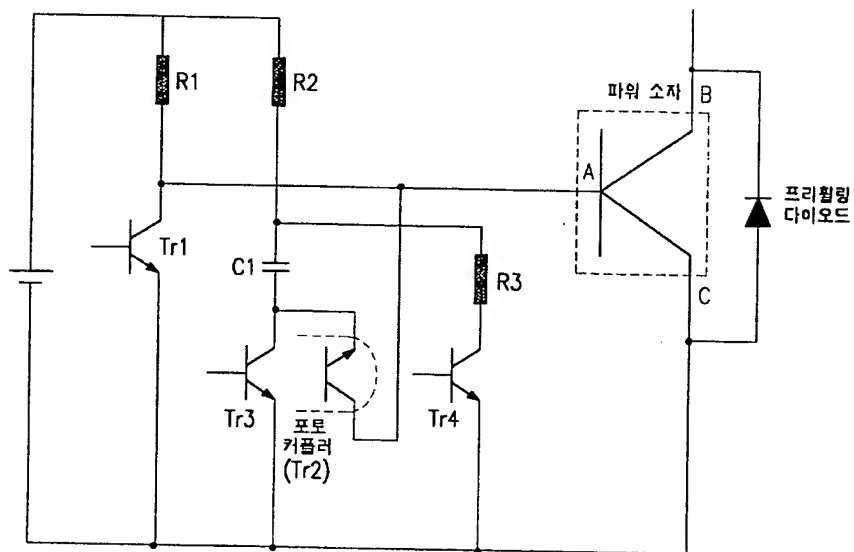 R1
R2
파워 소자
B
A
프리휠링
다이오드
Tr1
C1
R3
C
Tr3
포토
커플러
(Tr2)
Tr4